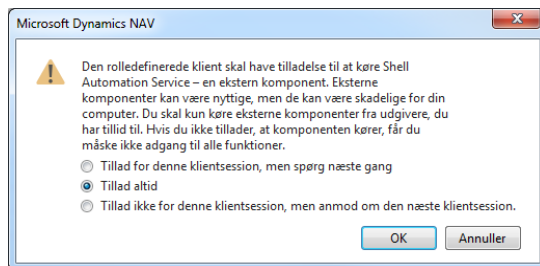 Microsoft Dynamics NAV
Den rolledefinerede klient skal have tilladelse til at køre Shell
Automation Service – en ekstern komponent. Eksterne
komponenter kan være nyttige, men de kan være skadelige for din
computer. Du skal kun køre eksterne komponenter fra udgivere, du
har tillid til. Hvis du ikke tillader, at komponenten kører, får du
måske ikke adgang til alle funktioner.
Tillad for denne klientsession, men spørg næste gang
Tillad altid
Tillad ikke for denne klientsession, men anmod om den næste klientsession.
OK Annuller